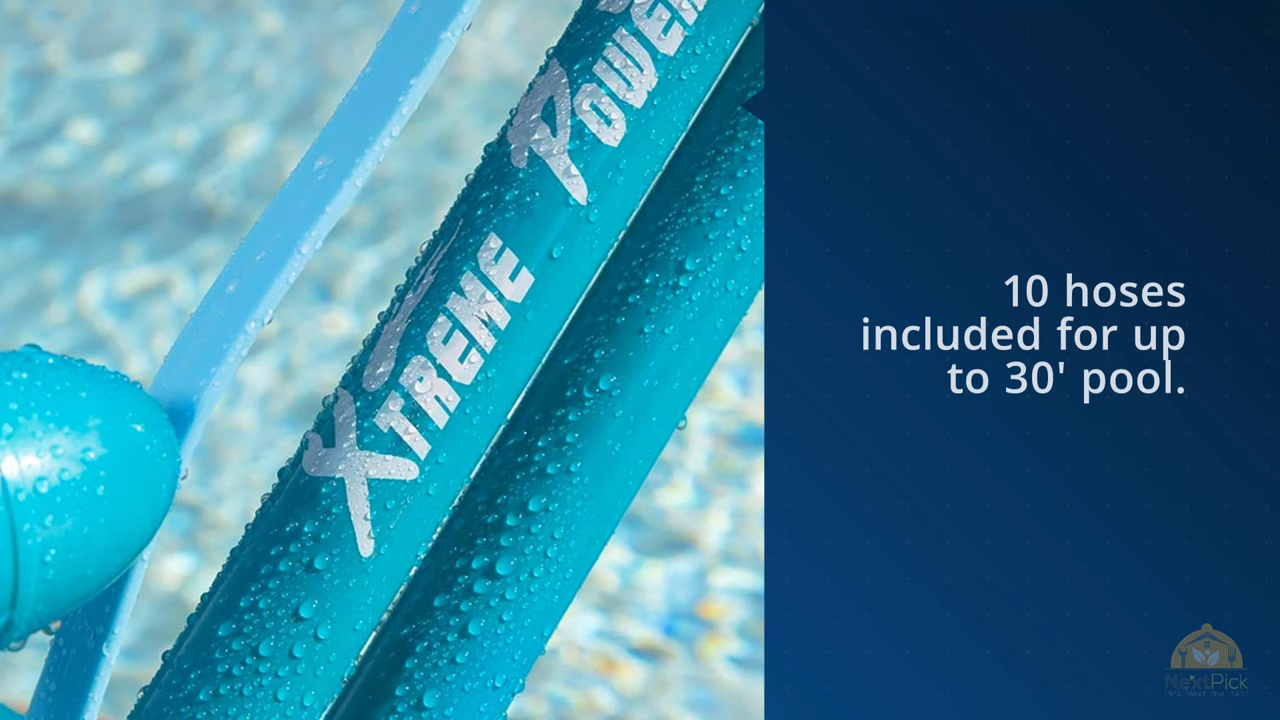 Xtreme Power
10 hoses
included for up
to 30' pool.
NextPick